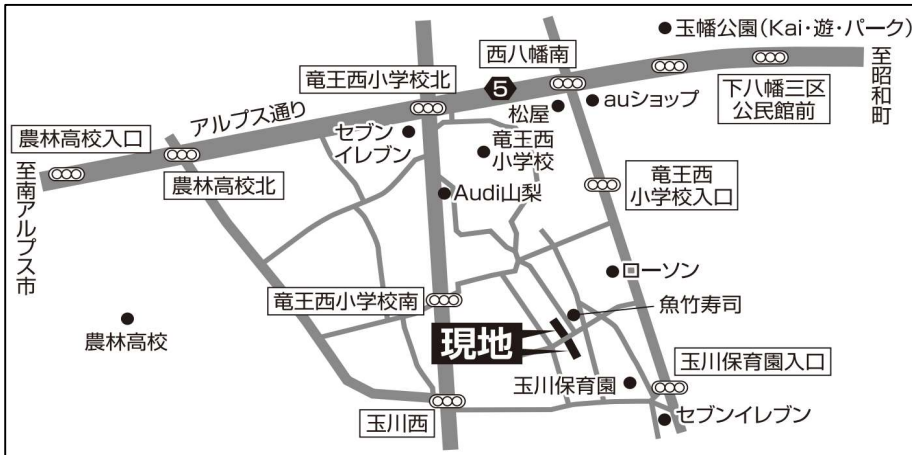 玉幡公園（Kai・遊・パーク）
西八幡南
至昭和町
竜王西小学校北
5
下八幡三区
公民館前
アルプス通り
松屋
auショップ
農林高校入口
セブン
イレブン
竜王西
小学校
農林高校北
竜王西
小学校入口
至南アルプス市
Audi山梨
ローソン
竜王西小学校南
魚竹寿司
農林高校
現地
玉川保育園
玉川保育園入口
玉川西
セブンイレブン